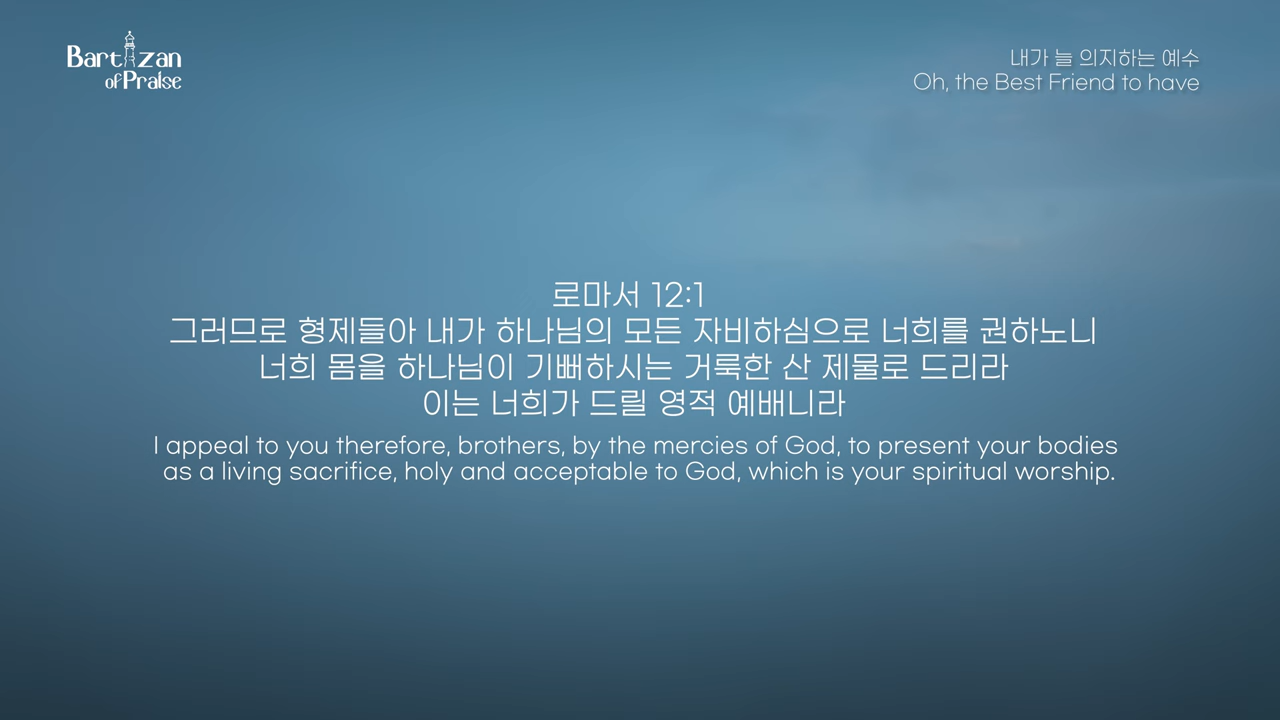 Bartizan
of Praise
내가 늘 의지하는 예수
Oh, the Best Friend to have
로마서 12:1
그러므로 형제들아 내가 하나님의 모든 자비하심으로 너희를 권하노니
너희 몸을 하나님이 기뻐하시는 거룩한 산 제물로 드리라
이는 너희가 드릴 영적 예배니라
I appeal to you therefore, brothers, by the mercies of God, to present your bodies
as a living sacrifice, holy and acceptable to God, which is your spiritual worship.